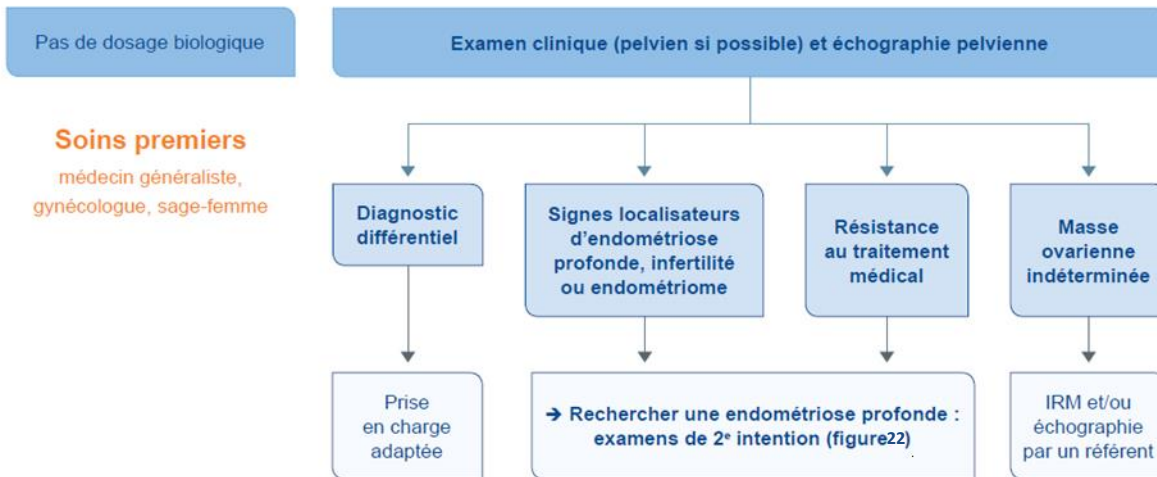 Pas de dosage biologique
Examen clinique (pelvien si possible) et échographie pelvienne
Soins premiers
médecin généraliste,
gynécologue, sage-femme
Diagnostic
différentiel
Signes localisateurs
d'endométriose
profonde, infertilité
ou endométriome
Résistance
au traitement
médical
Masse
ovarienne
indéterminée
Prise
en charge
adaptée
→ Rechercher une endométriose profonde :
examens de 2e intention (figure22)
IRM et/ou
échographie
par un référent